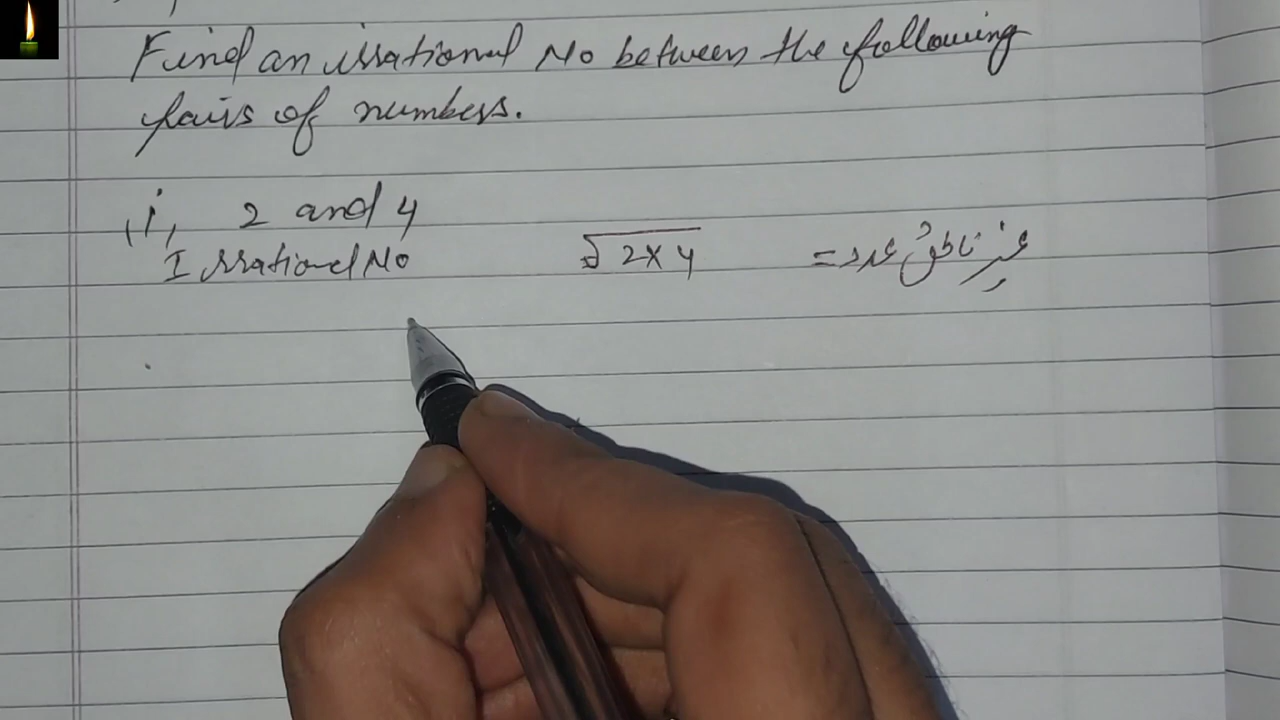 Find an irrational No between the following
pairs of numbers.
(i) 2 and 4
Irrational No √2×4 غیر ناطق عدد =